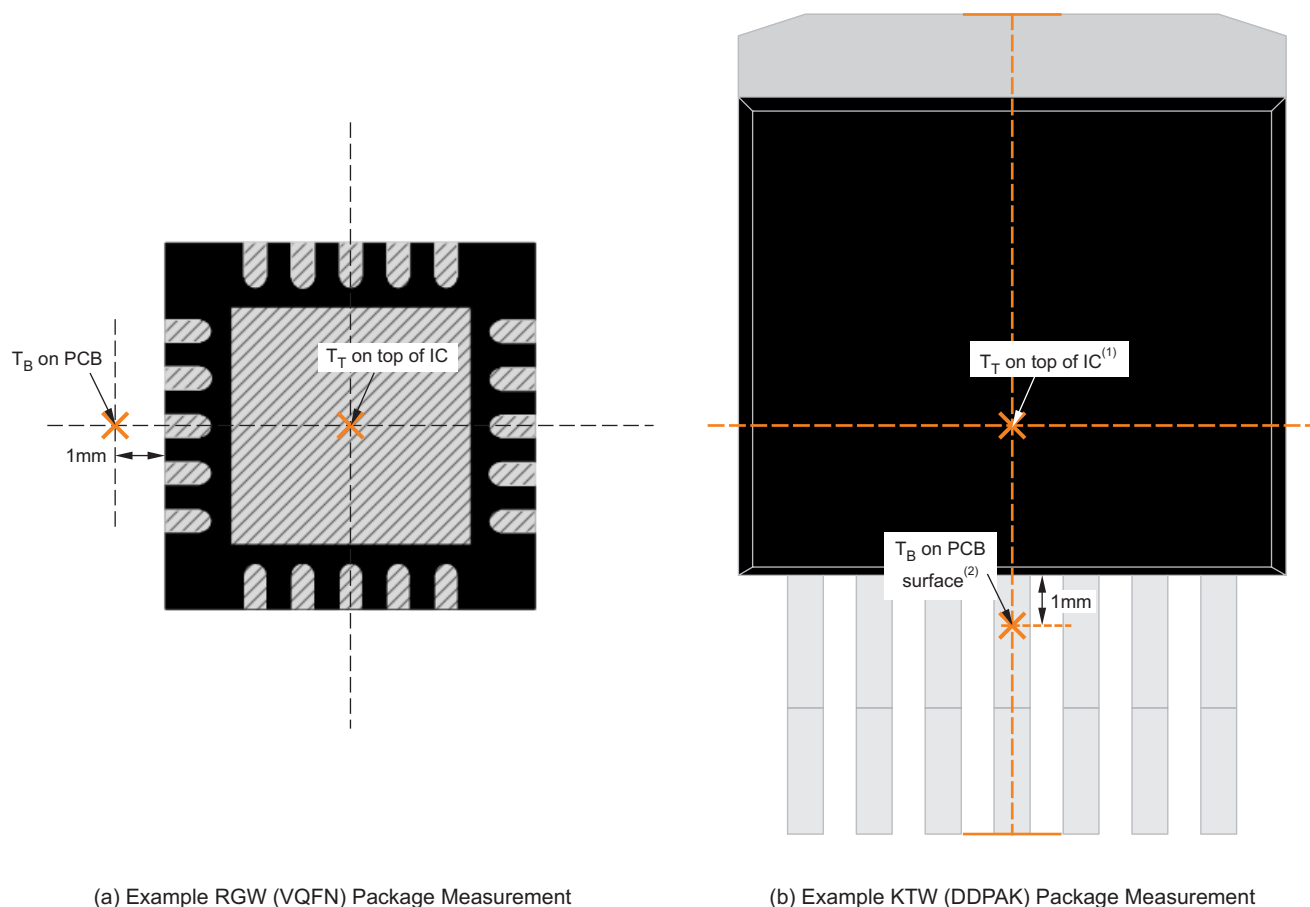 T_B on PCB
T_T on top of IC
1mm
T_T on top of IC(1)
T_B on PCB
surface(2)
1mm
(a) Example RGW (VQFN) Package Measurement
(b) Example KTW (DDPAK) Package Measurement